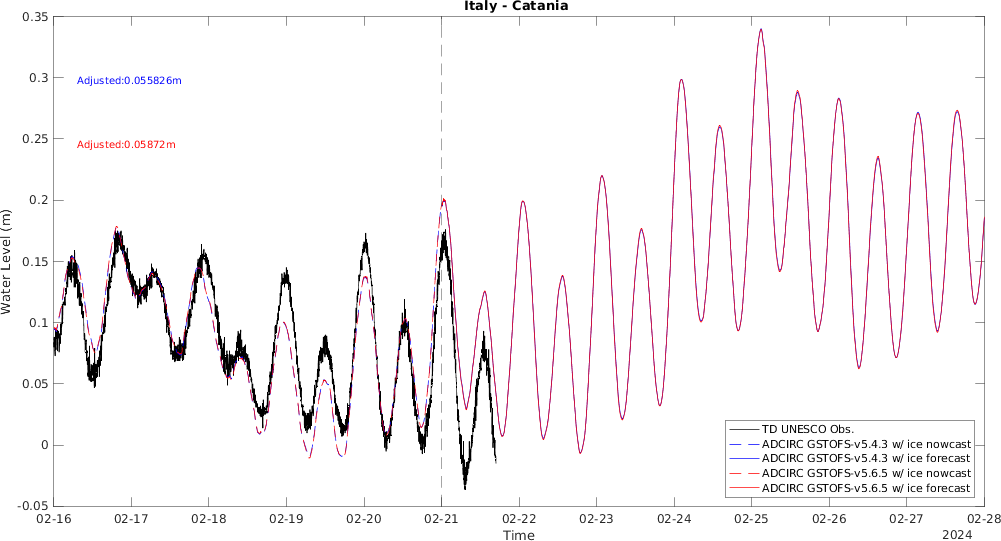 Italy - Catania
0.35
0.3
0.25
0.2
0.15
0.1
0.05
0
-0.05
Water Level (m)
Adjusted:0.055826m
Adjusted:0.05872m
TD UNESCO Obs.
ADCIRC GSTOFS-v5.4.3 w/ ice nowcast
ADCIRC GSTOFS-v5.4.3 w/ ice forecast
ADCIRC GSTOFS-v5.6.5 w/ ice nowcast
ADCIRC GSTOFS-v5.6.5 w/ ice forecast
02-16 02-17 02-18 02-19 02-20 02-21 02-22 02-23 02-24 02-25 02-26 02-27 02-28
Time
2024